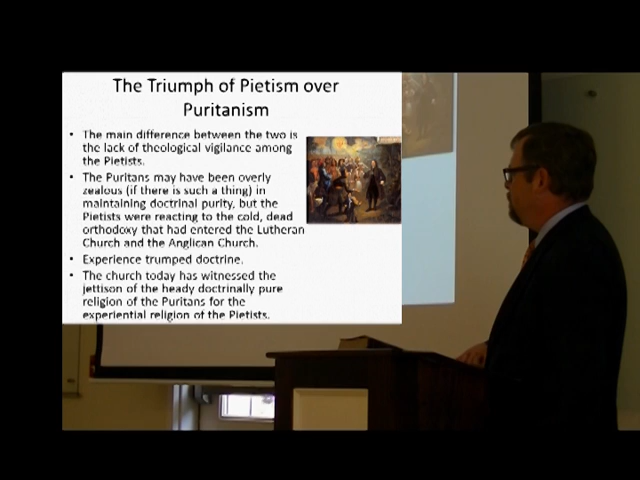 The Triumph of Pietism over
Puritanism
• The main difference between the two is
the lack of theological vigilance among
the Pietists.
• The Puritans may have been overly
zealous (if there is such a thing) in
maintaining doctrinal purity, but the
Pietists were reacting to the cold, dead
orthodoxy that had entered the Lutheran
Church and the Anglican Church.
• Experience trumped doctrine.
• The church today has witnessed the
jettison of the heady doctrinally pure
religion of the Puritans for the
experiential religion of the Pietists.